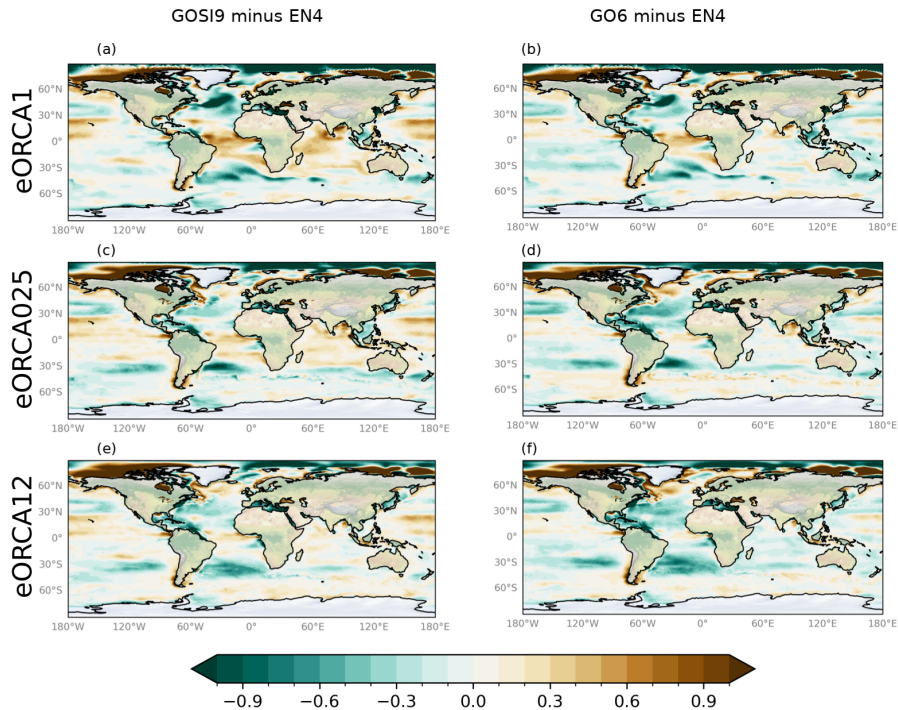 GOSI9 minus EN4 GO6 minus EN4
(a) (b)
eORCA1
60°N 60°N
30°N 30°N
0° 0°
30°S 30°S
60°S 60°S
180°W 120°W 60°W 0° 60°E 120°E 180°E 180°W 120°W 60°W 0° 60°E 120°E 180°E
(c) (d)
eORCA025
60°N 60°N
30°N 30°N
0° 0°
30°S 30°S
60°S 60°S
180°W 120°W 60°W 0° 60°E 120°E 180°E 180°W 120°W 60°W 0° 60°E 120°E 180°E
(e) (f)
eORCA12
60°N 60°N
30°N 30°N
0° 0°
30°S 30°S
60°S 60°S
180°W 120°W 60°W 0° 60°E 120°E 180°E 180°W 120°W 60°W 0° 60°E 120°E 180°E
−0.9 −0.6 −0.3 0.0 0.3 0.6 0.9